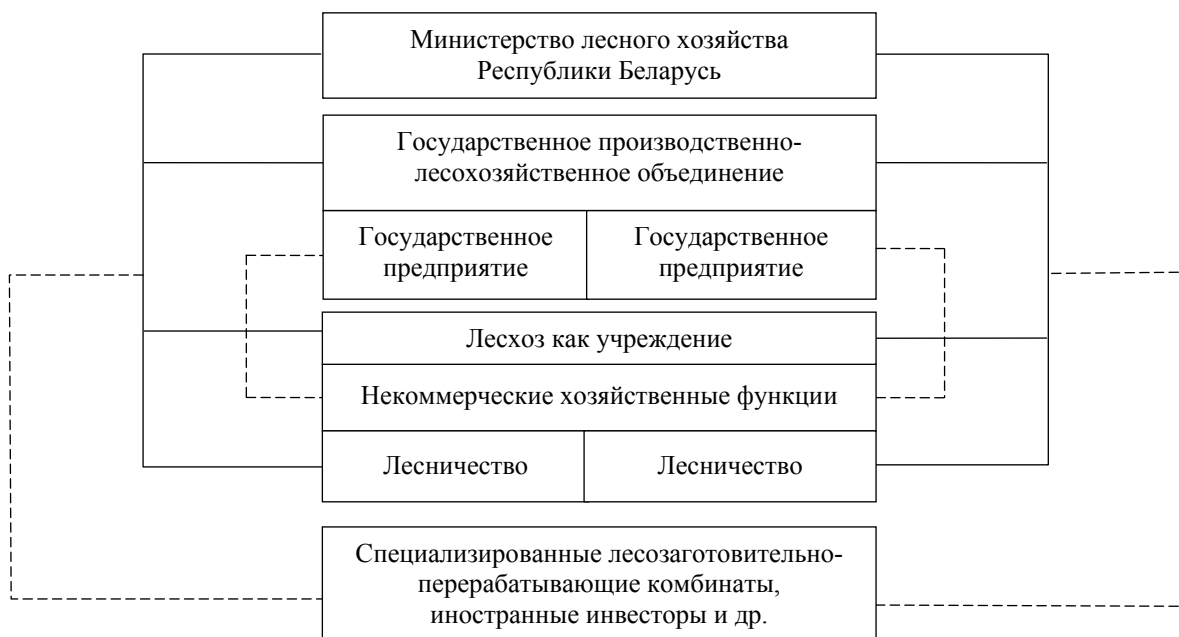 Министерство лесного хозяйства
Республики Беларусь
Государственное производственно-
лесохозяйственное объединение
Государственное
предприятие
Государственное
предприятие
Лесхоз как учреждение
Некоммерческие хозяйственные функции
Лесничество
Лесничество
Специализированные лесозаготовительно-
перерабатывающие комбинаты,
иностранные инвесторы и др.